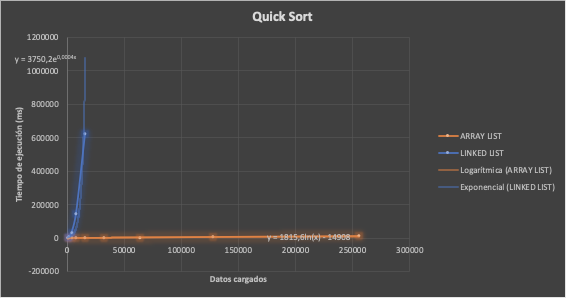 Quick Sort
1200000
y = 3750,2e^0,0004x
1000000
800000
600000
400000
200000
0
-200000
Tiempo de ejecución (ms)
y = 1815,6ln(x) - 14908
0
50000
100000
150000
200000
250000
300000
Datos cargados
ARRAY LIST
LINKED LIST
Logarítmica (ARRAY LIST)
Exponencial (LINKED LIST)